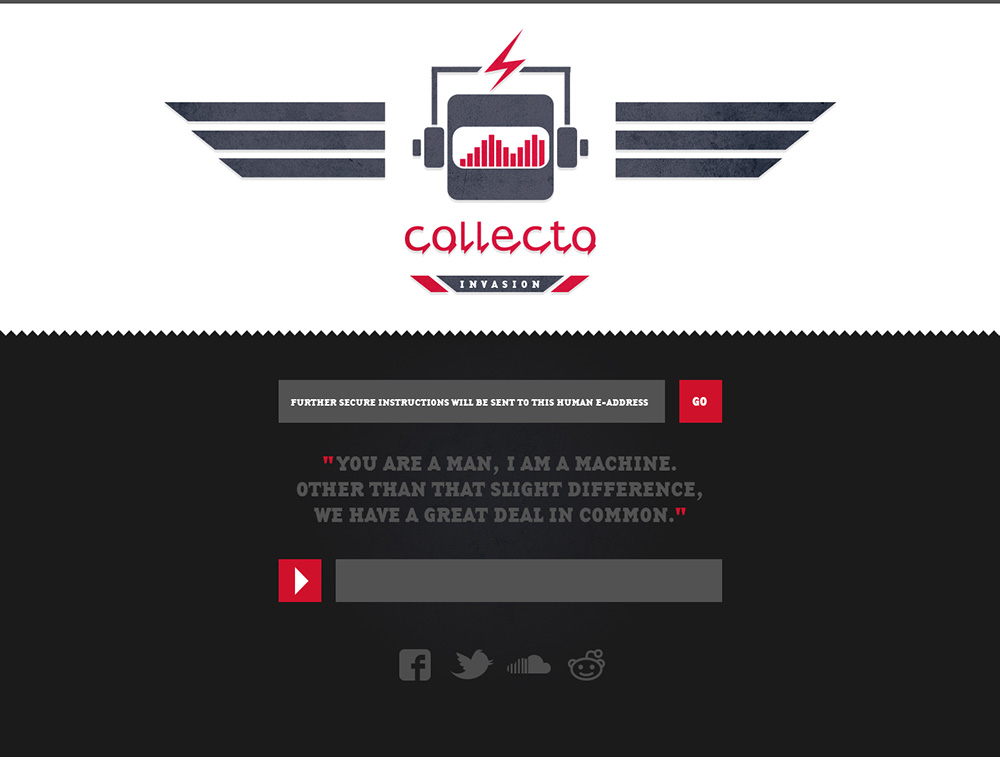 collecta
INVASION
FURTHER SECURE INSTRUCTIONS WILL BE SENT TO THIS HUMAN E-ADDRESS
GO
"YOU ARE A MAN, I AM A MACHINE.
OTHER THAN THAT SLIGHT DIFFERENCE,
WE HAVE A GREAT DEAL IN COMMON."